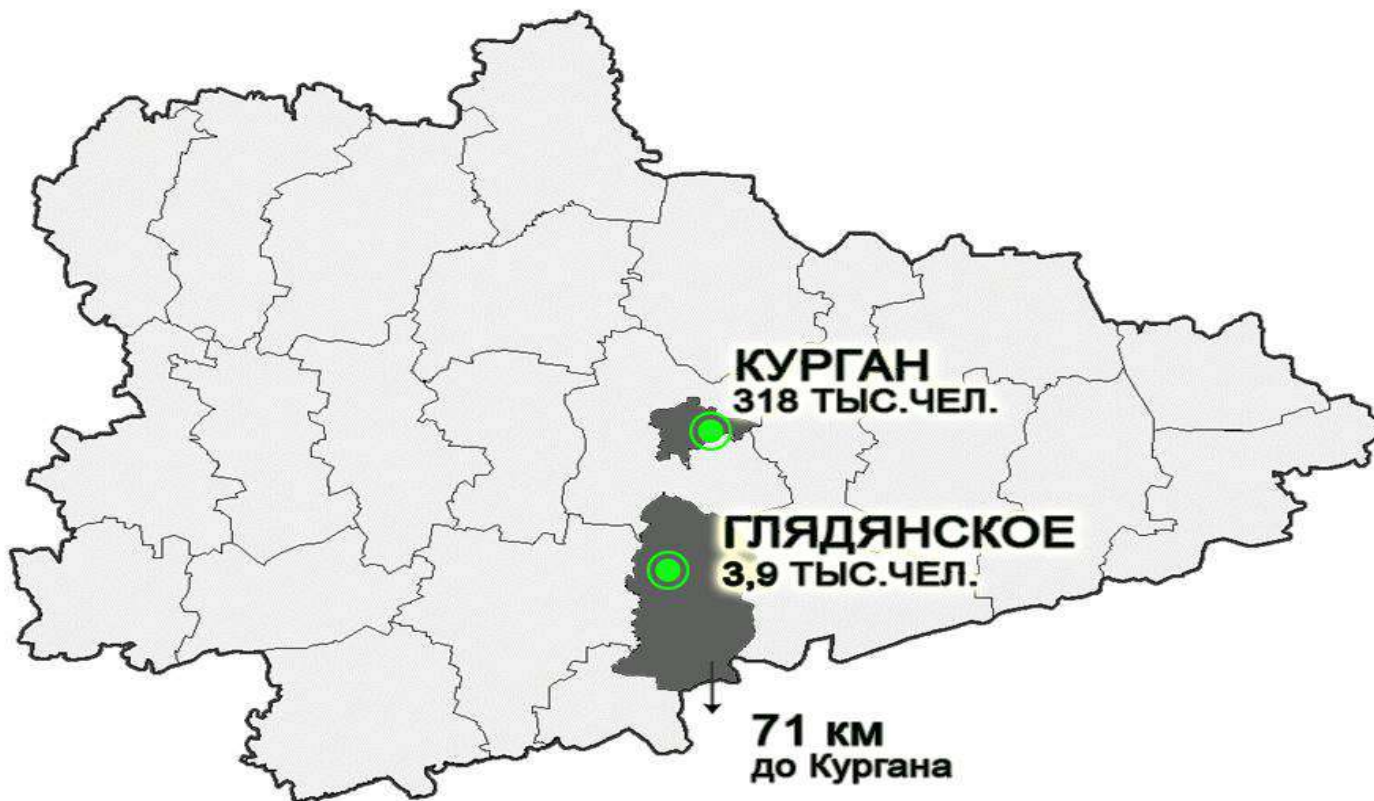 КУРГАН
318 ТЫС.ЧЕЛ.
ГЛЯДЯНСКОЕ
3,9 ТЫС.ЧЕЛ.
71 км
до Кургана